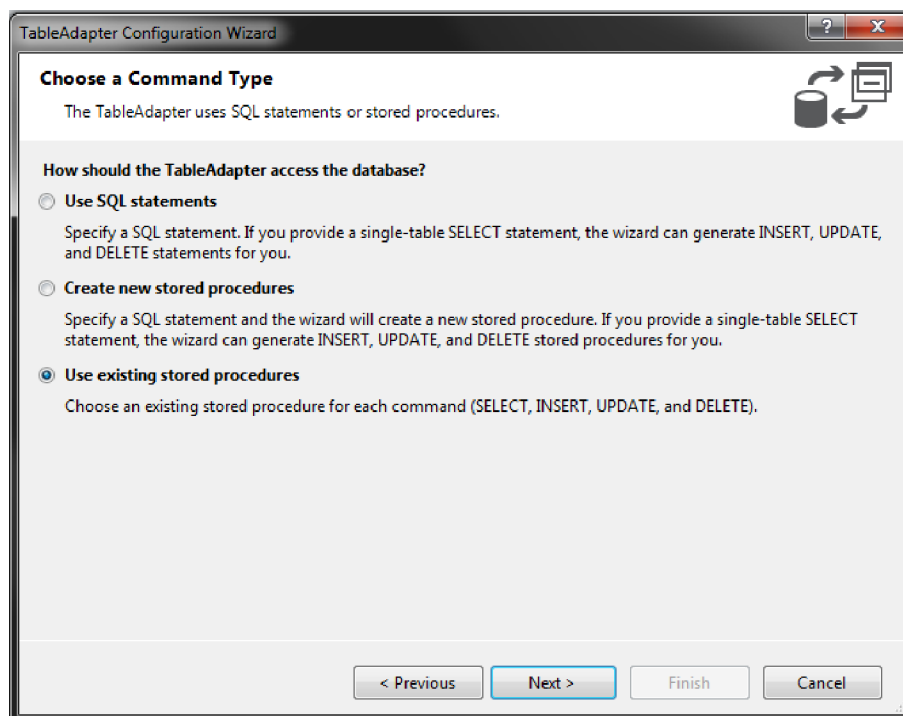 TableAdapter Configuration Wizard
?
X
Choose a Command Type
The TableAdapter uses SQL statements or stored procedures.
How should the TableAdapter access the database?
Use SQL statements
Specify a SQL statement. If you provide a single-table SELECT statement, the wizard can generate INSERT, UPDATE,
and DELETE statements for you.
Create new stored procedures
Specify a SQL statement and the wizard will create a new stored procedure. If you provide a single-table SELECT
statement, the wizard can generate INSERT, UPDATE, and DELETE stored procedures for you.
Use existing stored procedures
Choose an existing stored procedure for each command (SELECT, INSERT, UPDATE, and DELETE).
< Previous
Next >
Finish
Cancel